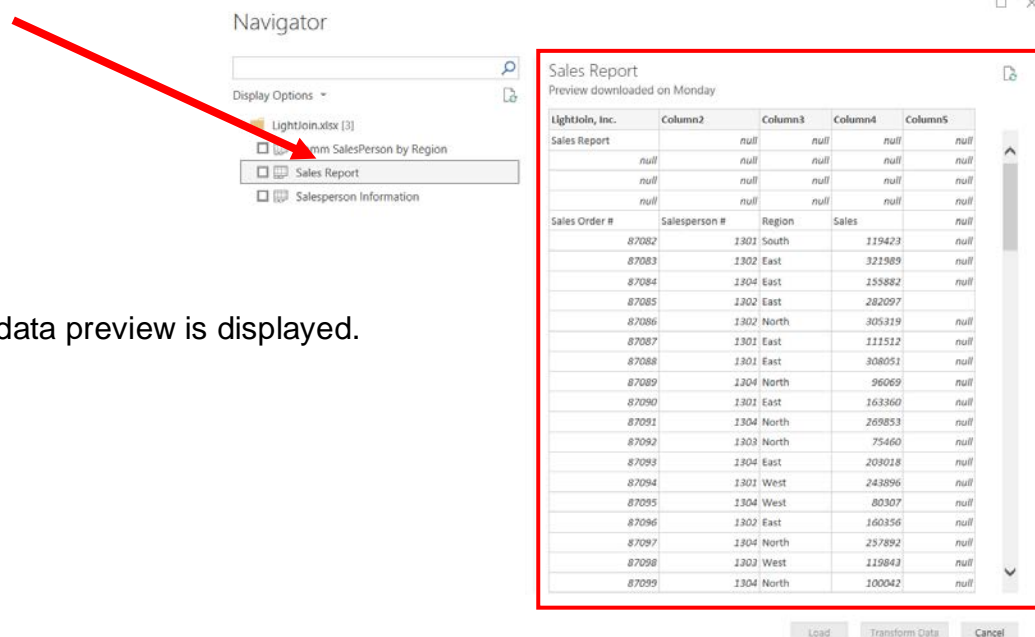 Navigator
Display Options
LightJoin.xlsx [3]
mm SalesPerson by Region
Sales Report
Salesperson Information
data preview is displayed.
Sales Report
Preview downloaded on Monday
LightJoin, Inc. Column2 Column3 Column4 Column5
Sales Report null null null null
null null null null null
null null null null null
null null null null null
Sales Order # Salesperson # Region Sales null
87082 1301 South 119423 null
87083 1302 East 321989 null
87084 1304 East 155882 null
87085 1302 East 282097
87086 1302 North 305319 null
87087 1301 East 111512 null
87088 1301 East 308051 null
87089 1304 North 96069 null
87090 1301 East 163360 null
87091 1304 North 269853 null
87092 1303 North 75460 null
87093 1304 East 203018 null
87094 1301 West 243896 null
87095 1304 West 80307 null
87096 1302 East 160356 null
87097 1304 North 257892 null
87098 1303 West 119843 null
87099 1304 North 100042 null
Load Transform Data Cancel